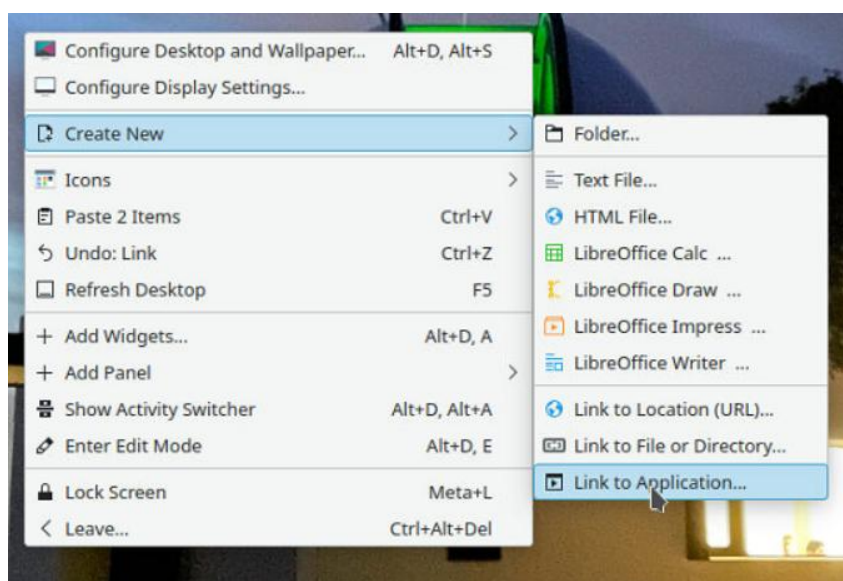 Configure Desktop and Wallpaper... Alt+D, Alt+S
Configure Display Settings...
Create New
Icons
Paste 2 Items Ctrl+V
Undo: Link Ctrl+Z
Refresh Desktop F5
Add Widgets... Alt+D, A
Add Panel
Show Activity Switcher Alt+D, Alt+A
Enter Edit Mode Alt+D, E
Lock Screen Meta+L
Leave... Ctrl+Alt+Del
Folder...
Text File...
HTML File...
LibreOffice Calc ...
LibreOffice Draw ...
LibreOffice Impress ...
LibreOffice Writer ...
Link to Location (URL)...
Link to File or Directory...
Link to Application...